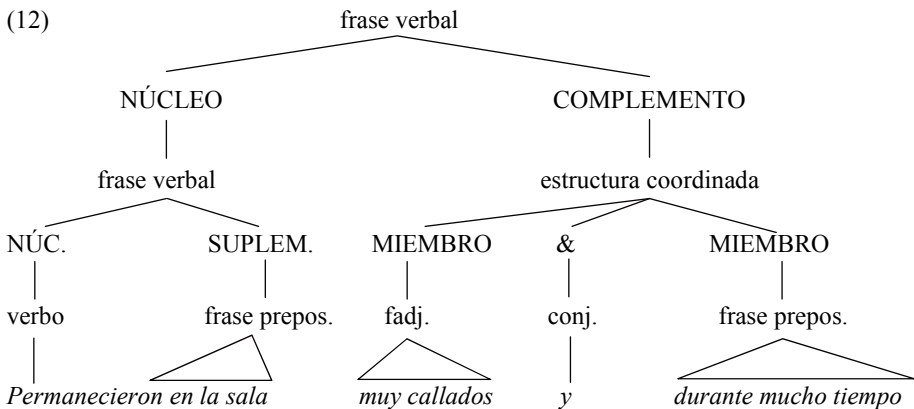 (12) frase verbal
NÚCLEO COMPLEMENTO
frase verbal estructura coordinada
NÚC. SUPLEM. MIEMBRO & MIEMBRO
verbo frase prepos. fadj. conj. frase prepos.
Permanecieron en la sala muy callados y durante mucho tiempo